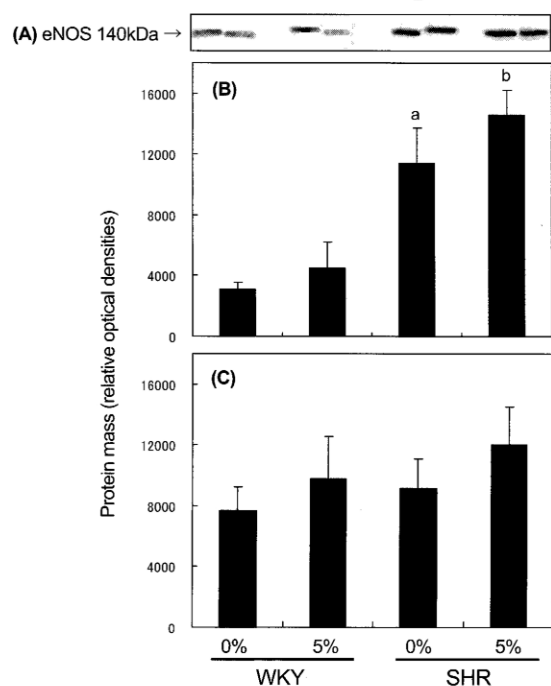 (A) eNOS 140kDa →
(B)
a
b
16000
12000
8000
4000
0
(C)
16000
12000
8000
4000
0
Protein mass (relative optical densities)
0% 5% 0% 5%
WKY SHR